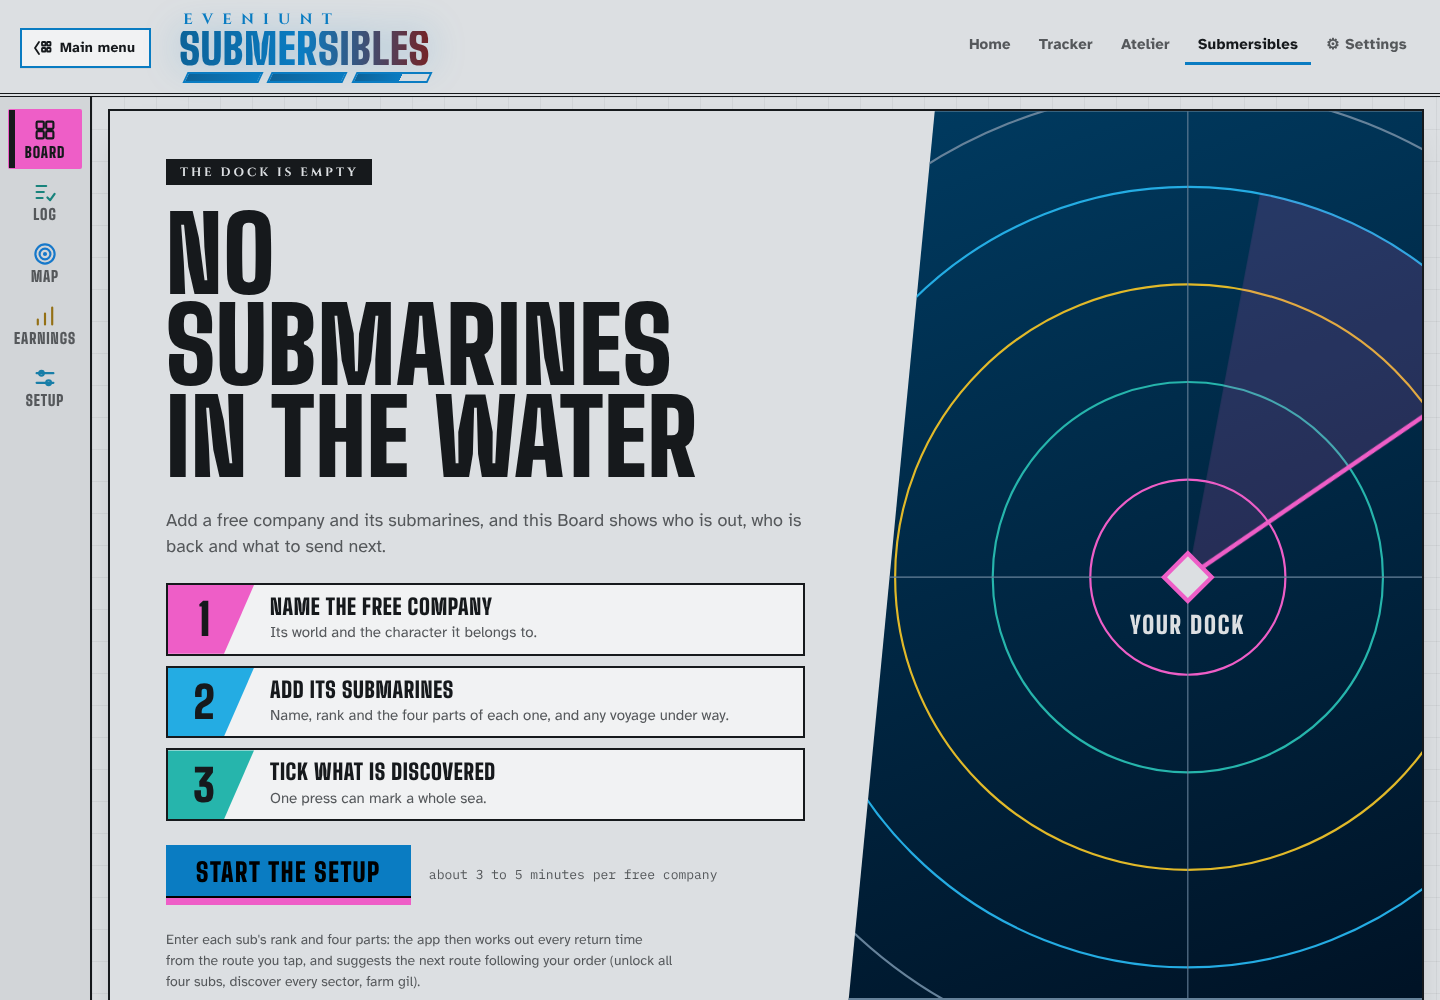 Main menu
EVENIUNT
SUBMERSIBLES
Home
Tracker
Atelier
Submersibles
Settings
BOARD
LOG
MAP
EARNINGS
SETUP
THE DOCK IS EMPTY
NO
SUBMARINES
IN THE WATER
Add a free company and its submarines, and this Board shows who is out, who is
back and what to send next.
1
NAME THE FREE COMPANY
Its world and the character it belongs to.
2
ADD ITS SUBMARINES
Name, rank and the four parts of each one, and any voyage under way.
3
TICK WHAT IS DISCOVERED
One press can mark a whole sea.
START THE SETUP
about 3 to 5 minutes per free company
Enter each sub's rank and four parts: the app then works out every return time
from the route you tap, and suggests the next route following your order (unlock all
four subs, discover every sector, farm gil).
YOUR DOCK